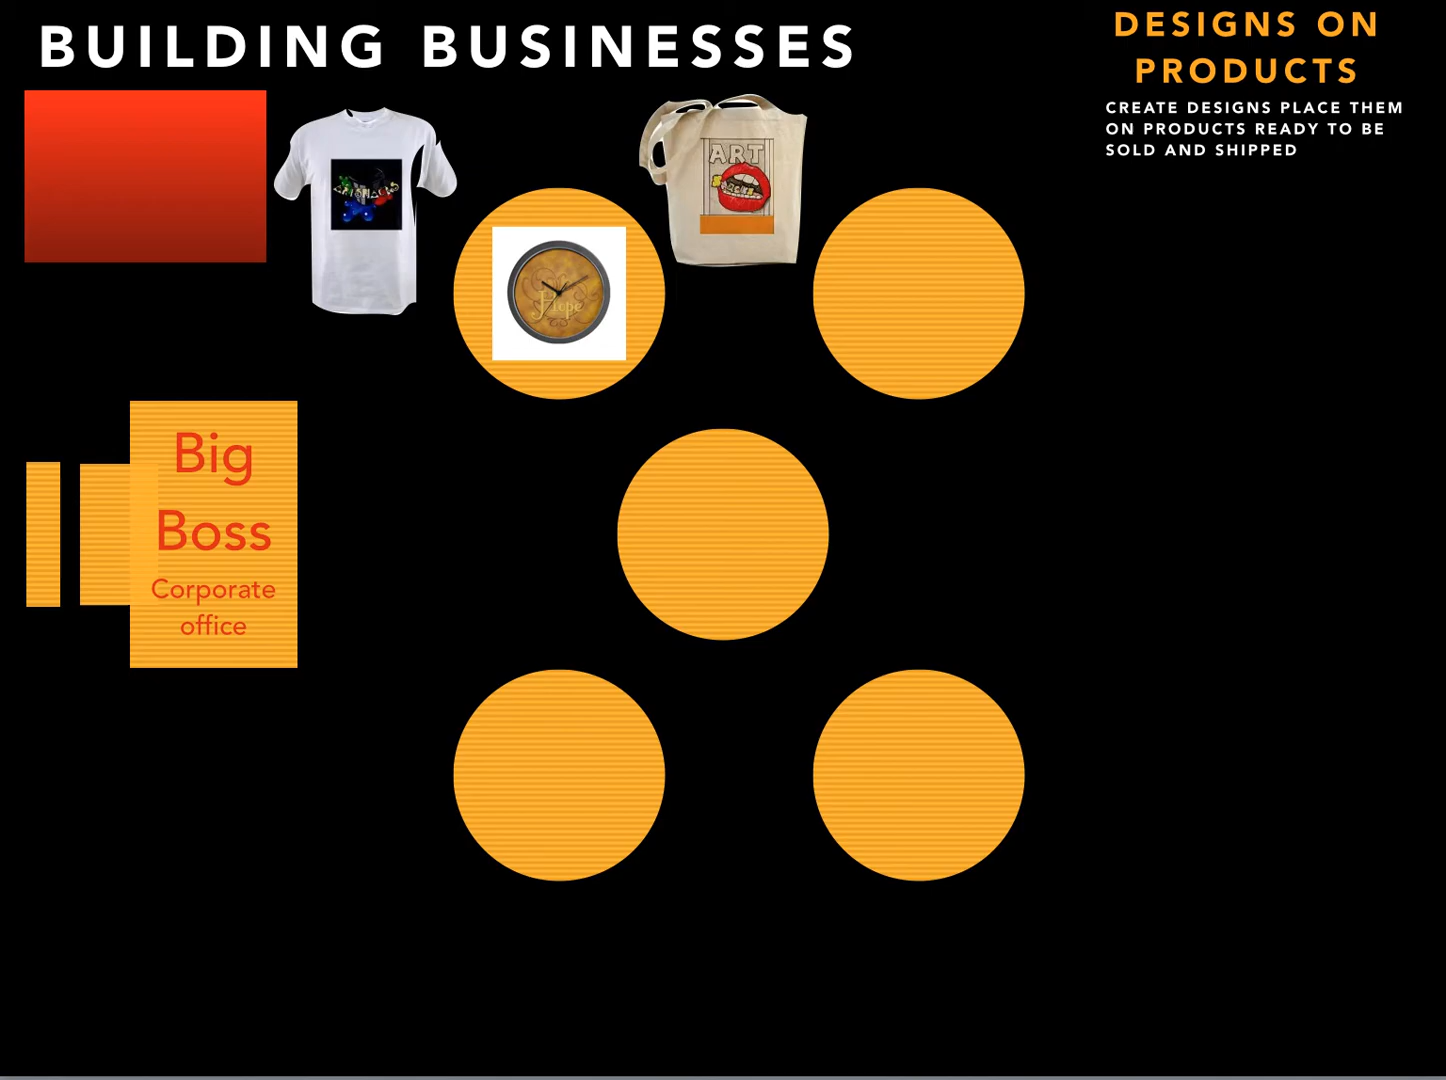 BUILDING BUSINESSES
DESIGNS ON
PRODUCTS
CREATE DESIGNS PLACE THEM
ON PRODUCTS READY TO BE
SOLD AND SHIPPED
ART
Hope
Big
Boss
Corporate
office